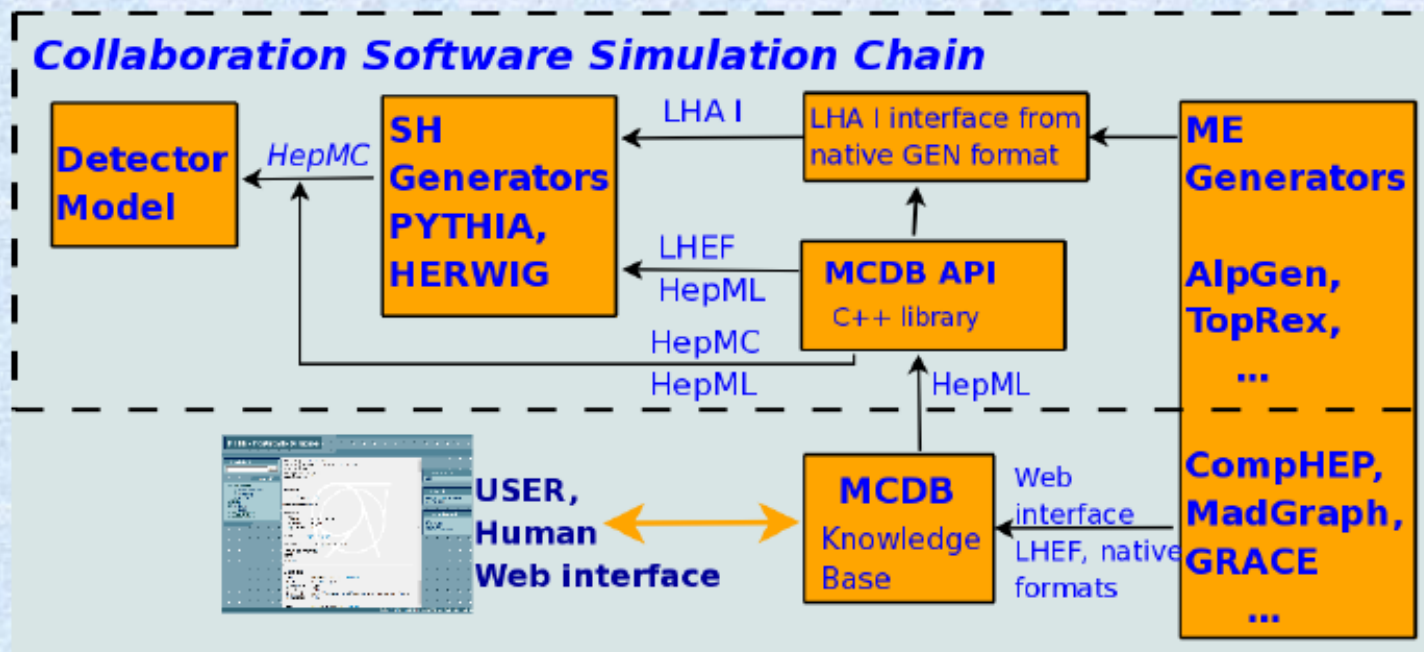 Collaboration Software Simulation Chain
Detector
Model
HepMC
SH
Generators
PYTHIA,
HERWIG
LHA I
LHEF
HepML
HepMC
HepML
LHA I interface from
native GEN format
MCDB API
C++ library
HepML
ME
Generators
AlpGen,
TopRex,
...
CompHEP,
MadGraph,
GRACE
...
USER,
Human
Web interface
MCDB
Knowledge
Base
Web
interface
LHEF, native
formats